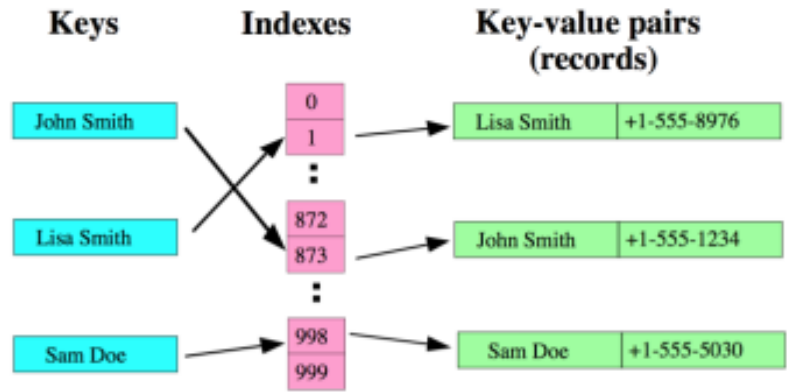 Keys Indexes Key-value pairs
(records)
0
John Smith
1
Lisa Smith +1-555-8976
:
872
Lisa Smith
873
John Smith +1-555-1234
:
998
Sam Doe
999
Sam Doe +1-555-5030